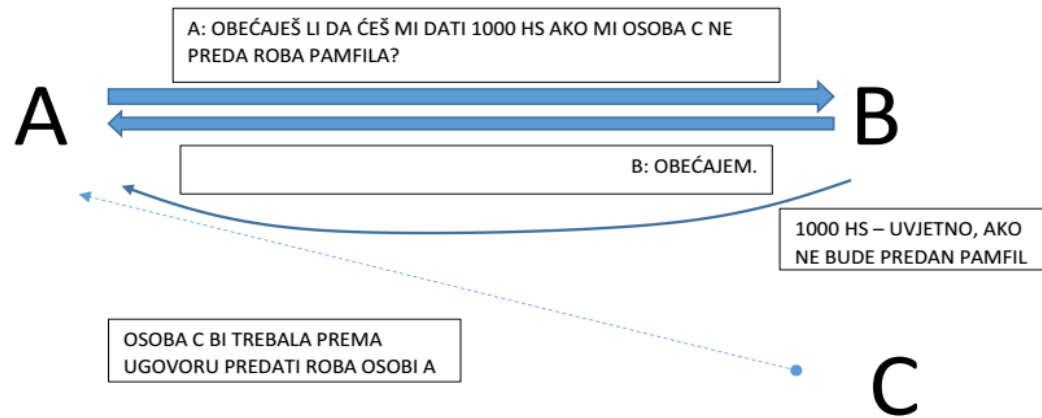 A: OBEĆAJEŠ LI DA ĆEŠ MI DATI 1000 HS AKO MI OSOBA C NE
PREDA ROBA PAMFILA?
A
B
B: OBEĆAJEM.
1000 HS – UVJETNO, AKO
NE BUDE PREDAN PAMFIL
OSOBA C BI TREBALA PREMA
UGOVORU PREDATI ROBA OSOBI A
C